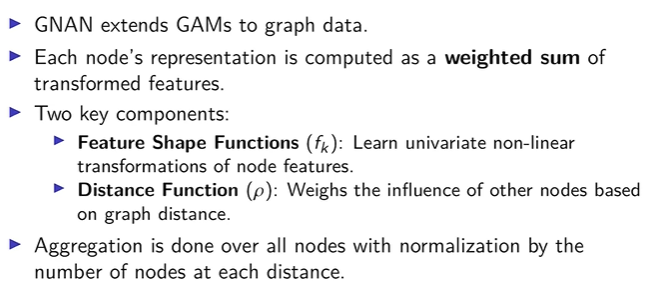 GNAN extends GAMs to graph data.
Each node's representation is computed as a weighted sum of
transformed features.
Two key components:
Feature Shape Functions (fₖ): Learn univariate non-linear
transformations of node features.
Distance Function (ρ): Weighs the influence of other nodes based
on graph distance.
Aggregation is done over all nodes with normalization by the
number of nodes at each distance.